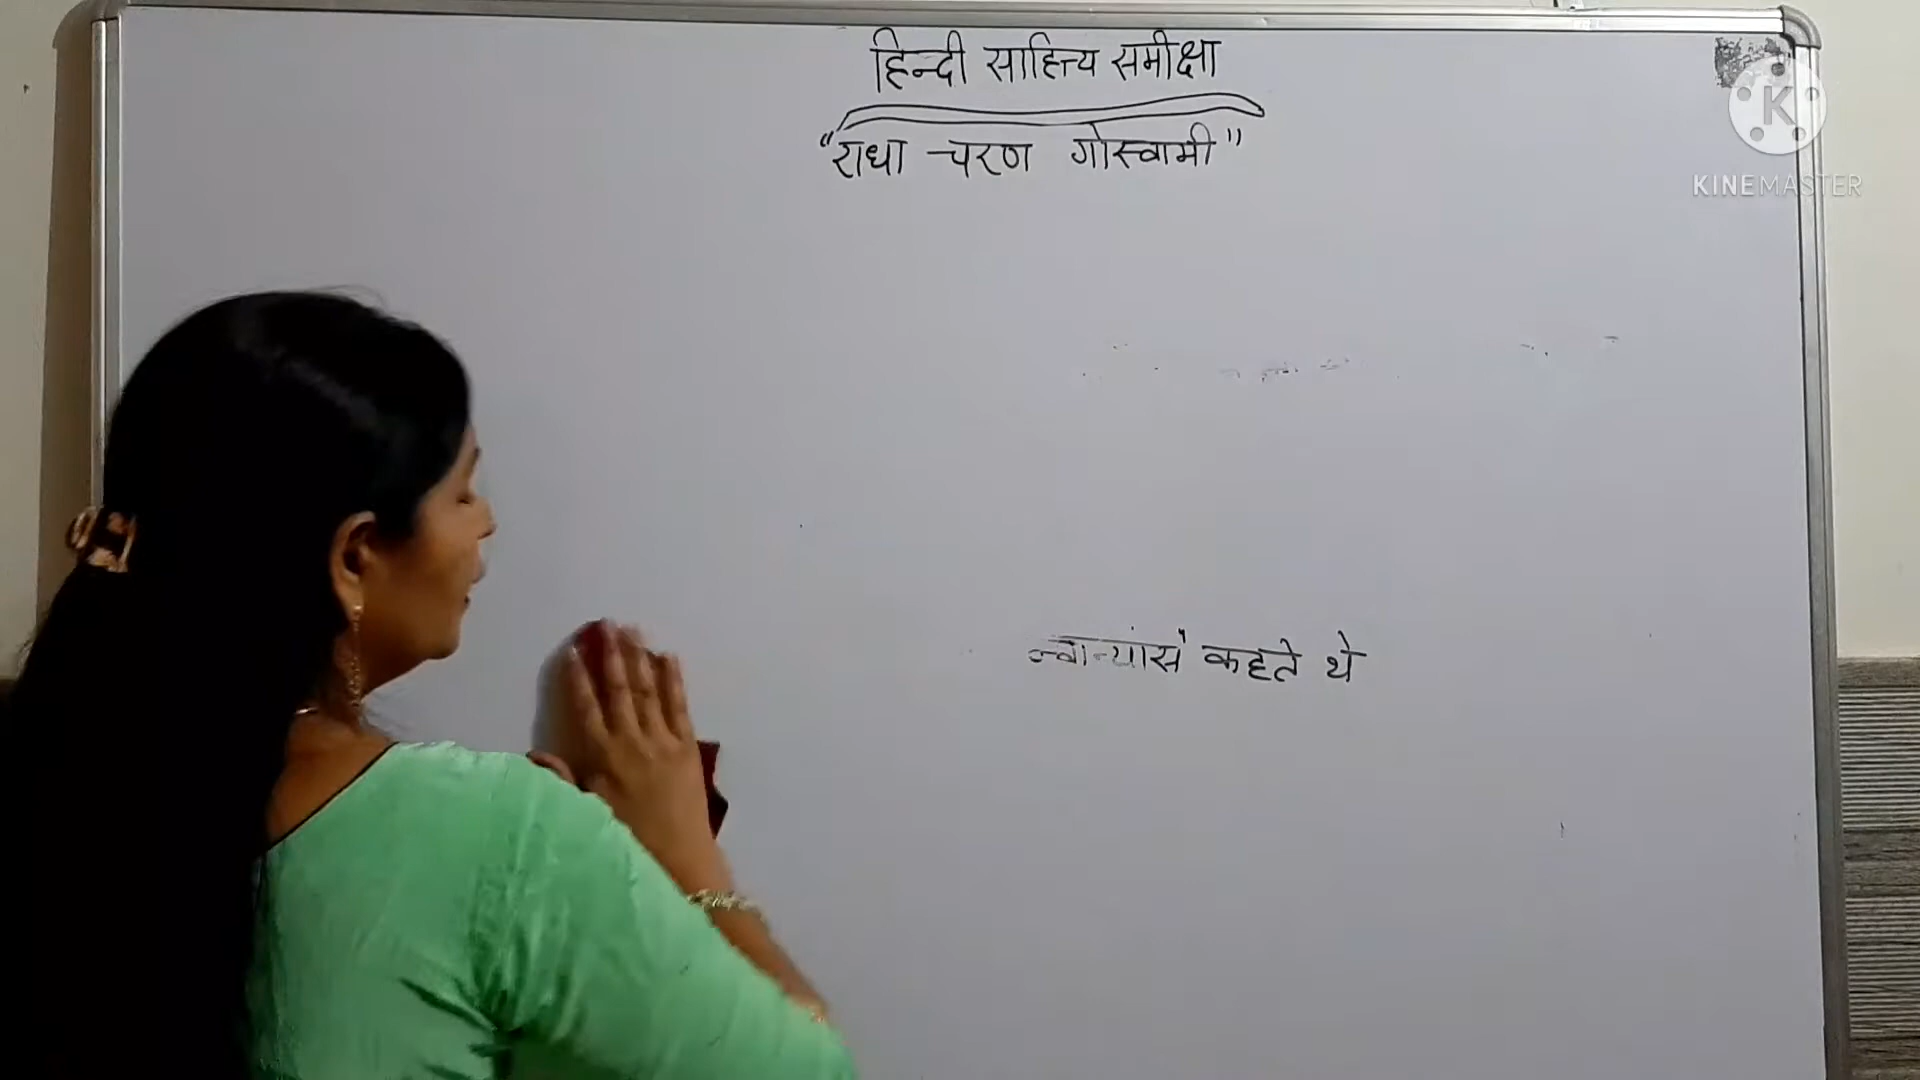 हिन्दी साहित्य समीक्षा
"राधा चरण गोस्वामी"
कहते थे
KINEMASTER